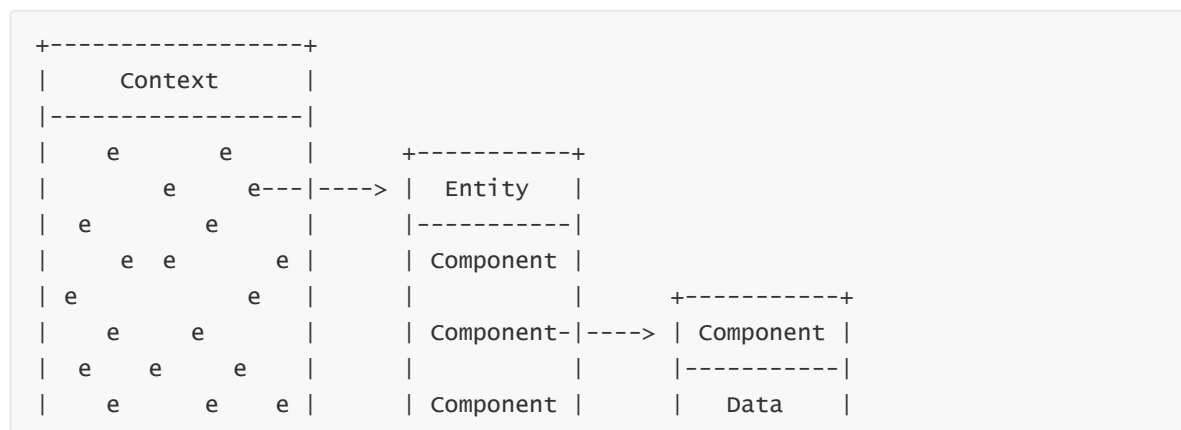 +------------------+
|     Context      |
|------------------|
|    e       e     |      +-----------+
|        e     e---|----> |  Entity   |
|  e        e      |      |-----------|
|     e  e       e |      | Component |
| e            e   |      |           |      +-----------+
|    e     e       |      | Component-|----> | Component |
|  e    e     e    |      |           |      |-----------|
|    e      e    e |      | Component |      |   Data    |